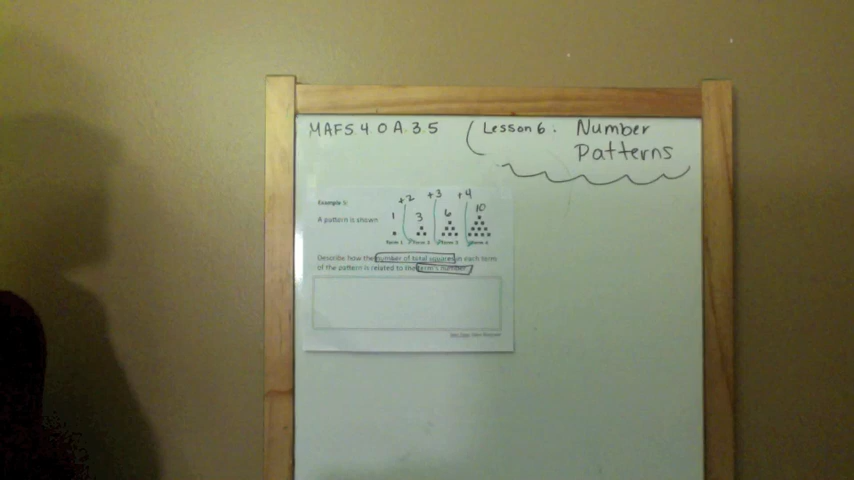 MAFS.4.OA.3.5
Lesson 6: Number
Patterns
+2 +3 +4
Example 1:
1 3 6 10
A pattern is shown
Term 1 Term 2 Term 3 Term 4
Describe how the number of total squares in each term
of the pattern is related to the term's number.